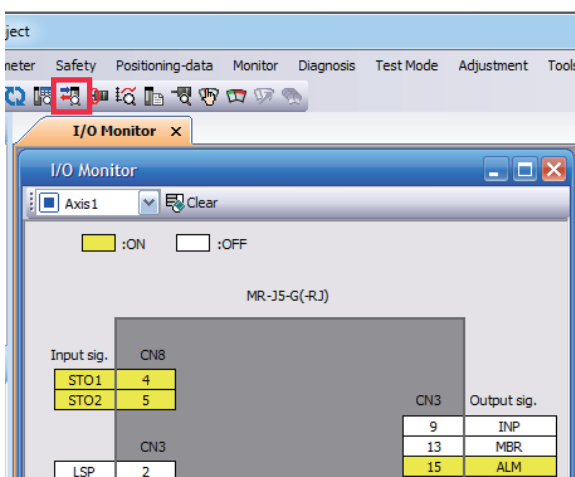 ject
meter Safety Positioning-data Monitor Diagnosis Test Mode Adjustment Tools
I/O Monitor x
I/O Monitor
Axis1 Clear
:ON :OFF
MR-J5-G(-RJ)
Input sig. CN8
STO1 4
STO2 5
CN3 Output sig.
9 INP
CN3 13 MBR
LSP 2 15 ALM